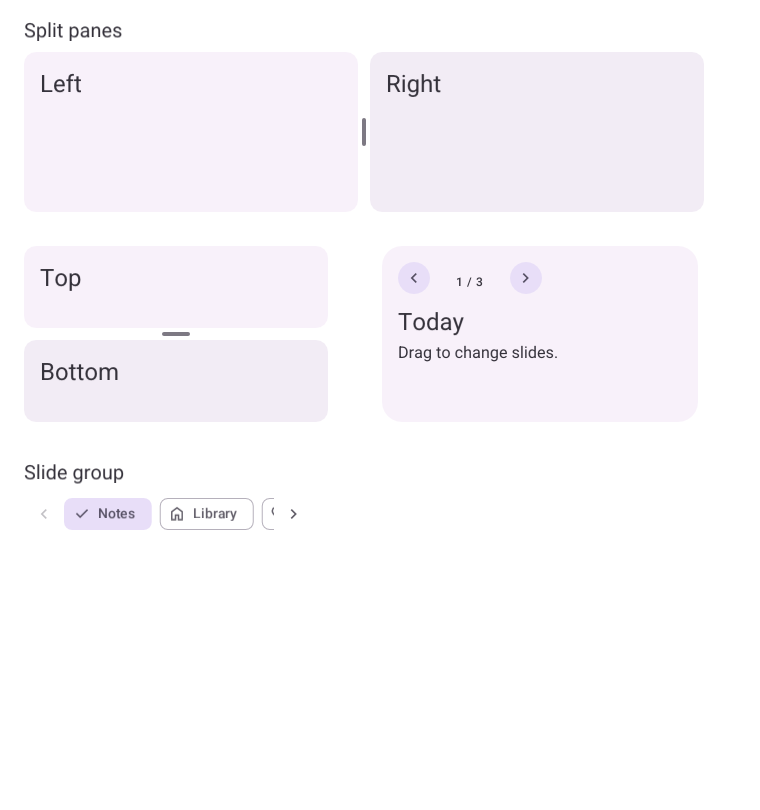 Split panes
Left
Right
Top
1 / 3
Today
Drag to change slides.
Bottom
Slide group
Notes
Library